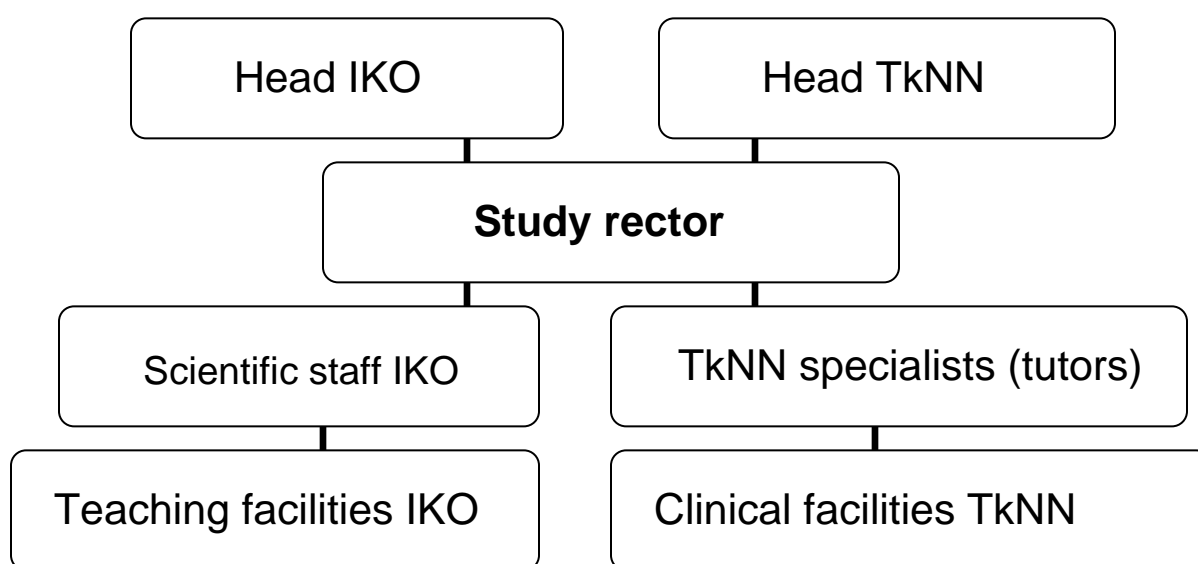 Head IKO
Head TkNN
Study rector
Scientific staff IKO
TkNN specialists (tutors)
Teaching facilities IKO
Clinical facilities TkNN